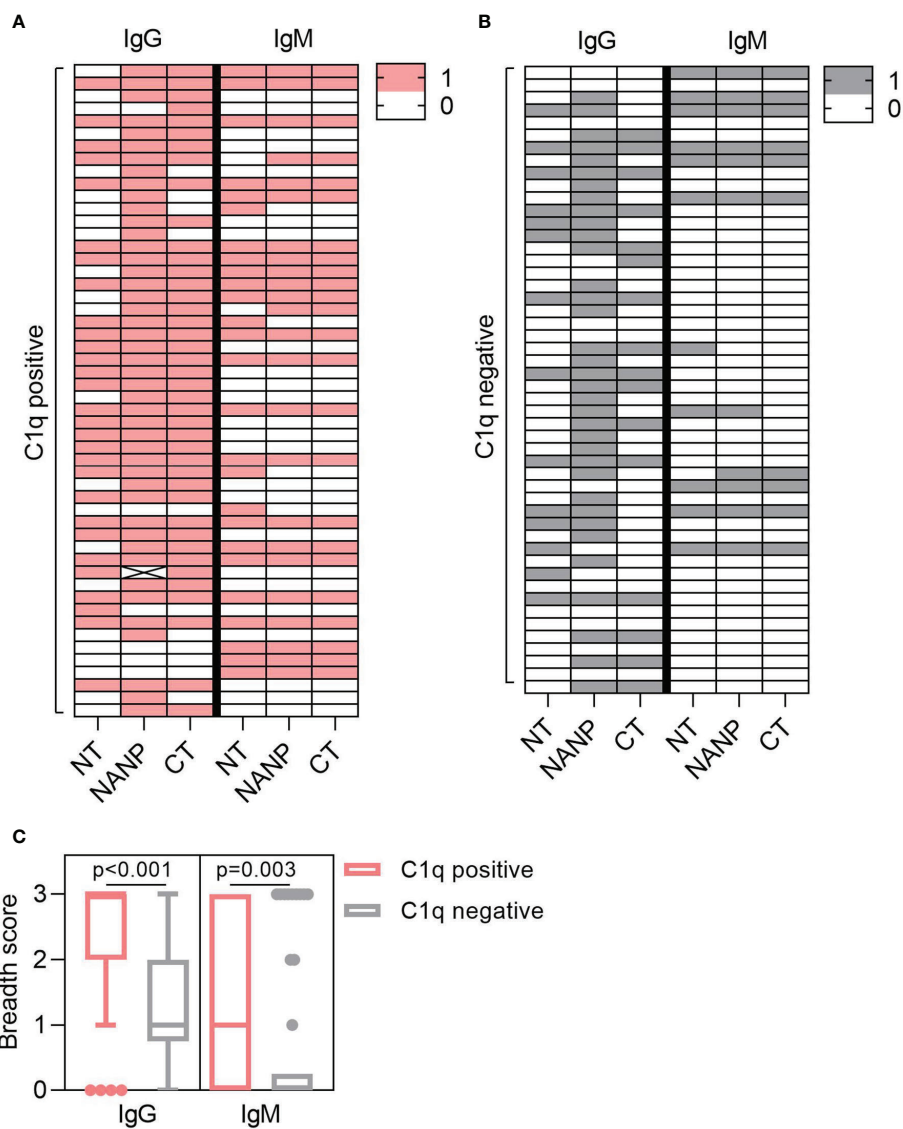 A
IgG IgM
1
0
C1q positive
NT NANP CT NT NANP CT
B
IgG IgM
1
0
C1q negative
NT NANP CT NT NANP CT
C
p<0.001 p=0.003
C1q positive
C1q negative
Breadth score
3
2
1
0
IgG IgM